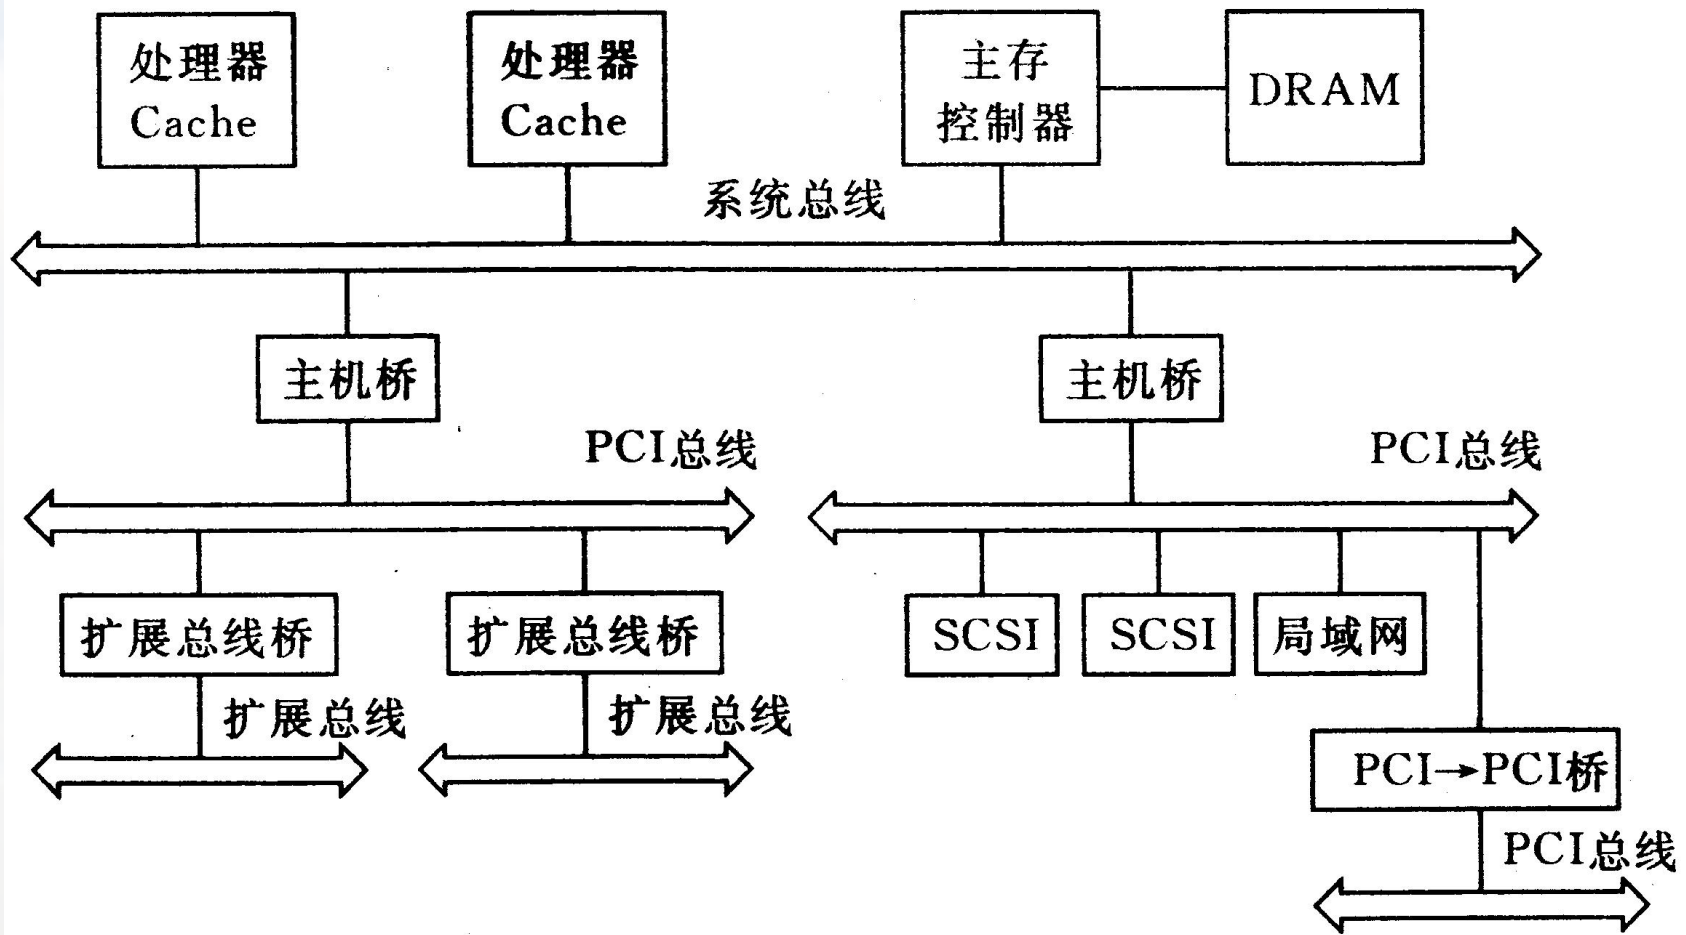 处理器
Cache
处理器
Cache
主存
控制器
DRAM
系统总线
主机桥
主机桥
PCI总线
PCI总线
扩展总线桥
扩展总线桥
SCSI
SCSI
局域网
扩展总线
扩展总线
PCI→PCI桥
PCI总线